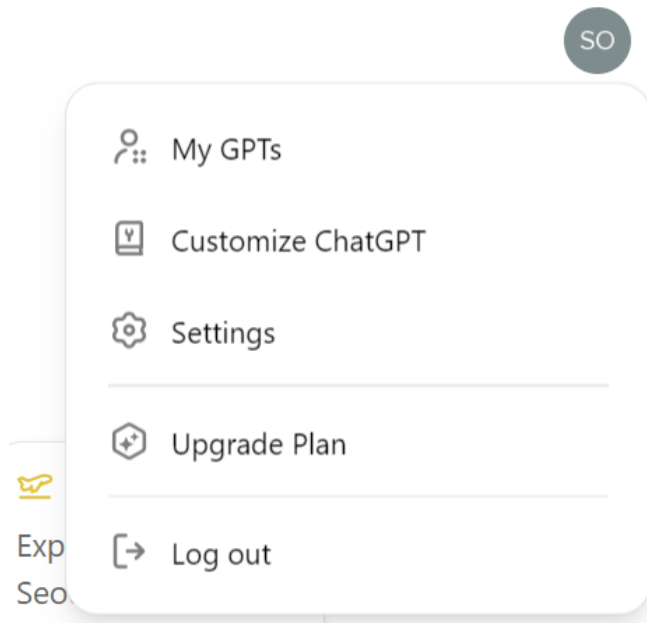 SO
My GPTs
Customize ChatGPT
Settings
Upgrade Plan
Log out
Exp
Seo